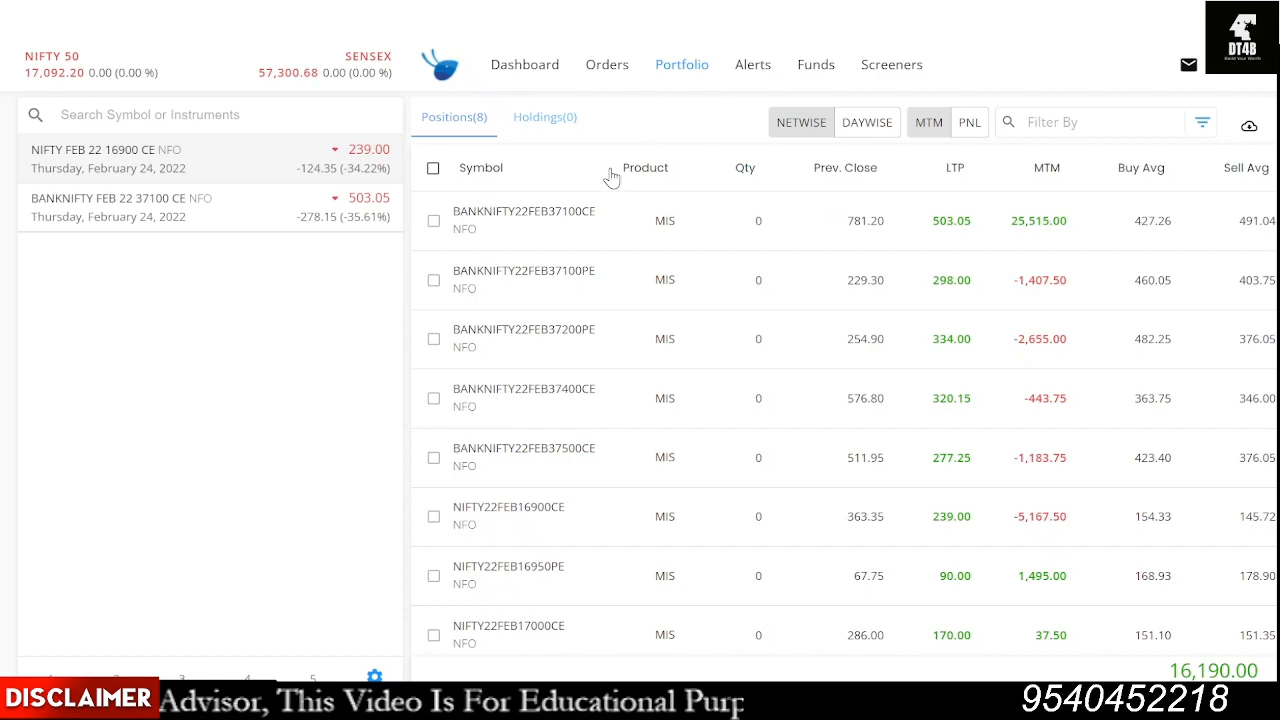 NIFTY 50
17,092.20 0.00 (0.00 %)
SENSEX
57,300.68 0.00 (0.00 %)
Dashboard
Orders
Portfolio
Alerts
Funds
Screeners
DT4B
Build Your Worth
Search Symbol or Instruments
NIFTY FEB 22 16900 CE NFO 239.00
Thursday, February 24, 2022 -124.35 (-34.22%)
BANKNIFTY FEB 22 37100 CE NFO 503.05
Thursday, February 24, 2022 -278.15 (-35.61%)
Positions(8)
Holdings(0)
NETWISE
DAYWISE
MTM
PNL
Filter By
Symbol Product Qty Prev. Close LTP MTM Buy Avg Sell Avg
BANKNIFTY22FEB37100CE
NFO
MIS 0 781.20 503.05 25,515.00 427.26 491.04
BANKNIFTY22FEB37100PE
NFO
MIS 0 229.30 298.00 -1,407.50 460.05 403.75
BANKNIFTY22FEB37200PE
NFO
MIS 0 254.90 334.00 -2,655.00 482.25 376.05
BANKNIFTY22FEB37400CE
NFO
MIS 0 576.80 320.15 -443.75 363.75 346.00
BANKNIFTY22FEB37500CE
NFO
MIS 0 511.95 277.25 -1,183.75 423.40 376.05
NIFTY22FEB16900CE
NFO
MIS 0 363.35 239.00 -5,167.50 154.33 145.72
NIFTY22FEB16950PE
NFO
MIS 0 67.75 90.00 1,495.00 168.93 178.90
NIFTY22FEB17000CE
NFO
MIS 0 286.00 170.00 37.50 151.10 151.35
1 2 3 4 5
16,190.00
DISCLAIMER
Advisor, This Video Is For Educational Purp
9540452218